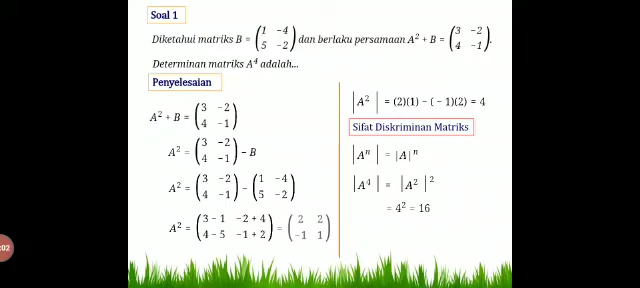 Soal 1
Diketahui matriks B = (1 −4 5 −2) dan berlaku persamaan A² + B = (3 −2 4 −1).
Determinan matriks A⁴ adalah...
Penyelesaian
A² + B = (3 −2 4 −1)
A² = (3 −2 4 −1) − B
A² = (3 −2 4 −1) − (1 −4 5 −2)
A² = (3 − 1 −2 + 4 4 − 5 −1 + 2) = (2 2 −1 1)
|A²| = (2)(1) − ( − 1)(2) = 4
Sifat Diskriminan Matriks
|Aⁿ| = |A|ⁿ
|A⁴| = |A²|²
= 4² = 16
:02